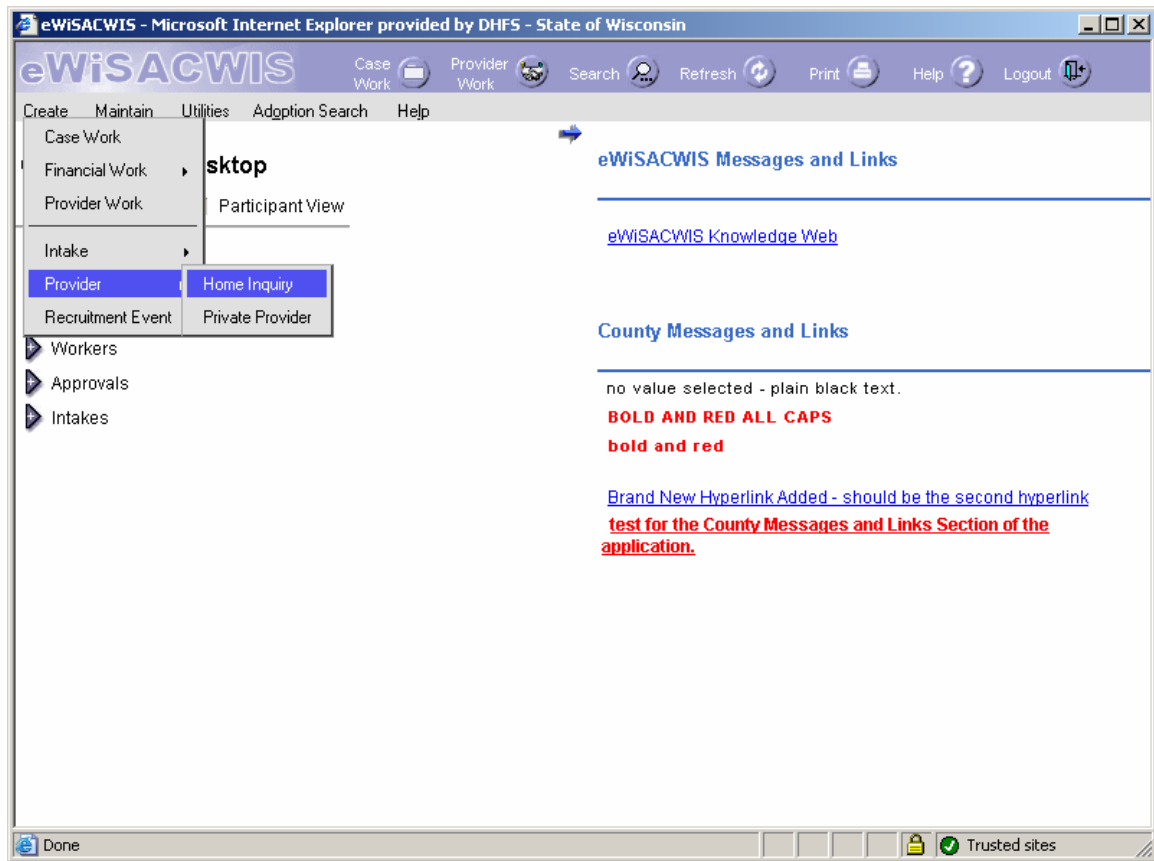 eWiSACWIS - Microsoft Internet Explorer provided by DHFS - State of Wisconsin
eWiSACWIS
Case Work
Provider Work
Search
Refresh
Print
Help
Logout
Create Maintain Utilities Adoption Search Help
Case Work
Financial Work
Provider Work
Intake
Provider
Recruitment Event
Home Inquiry
Private Provider
sktop
Participant View
Workers
Approvals
Intakes
eWiSACWIS Messages and Links
eWiSACWIS Knowledge Web
County Messages and Links
no value selected - plain black text.
BOLD AND RED ALL CAPS
bold and red
Brand New Hyperlink Added - should be the second hyperlink
test for the County Messages and Links Section of the
application.
Done
Trusted sites